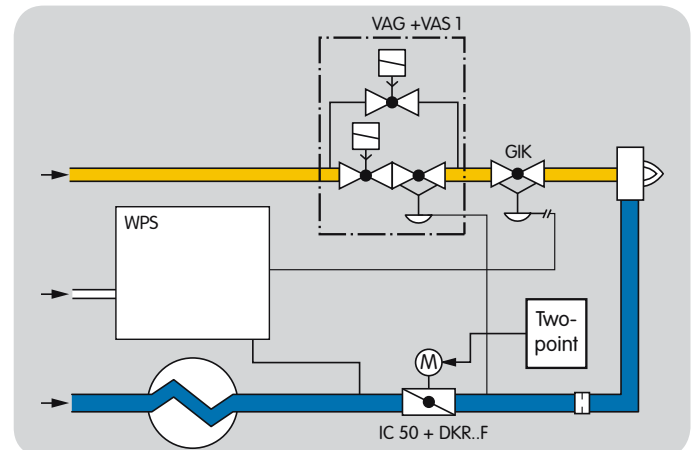 VAG +VAS 1
GIK
WPS
Two-
point
M
IC 50 + DKR..F